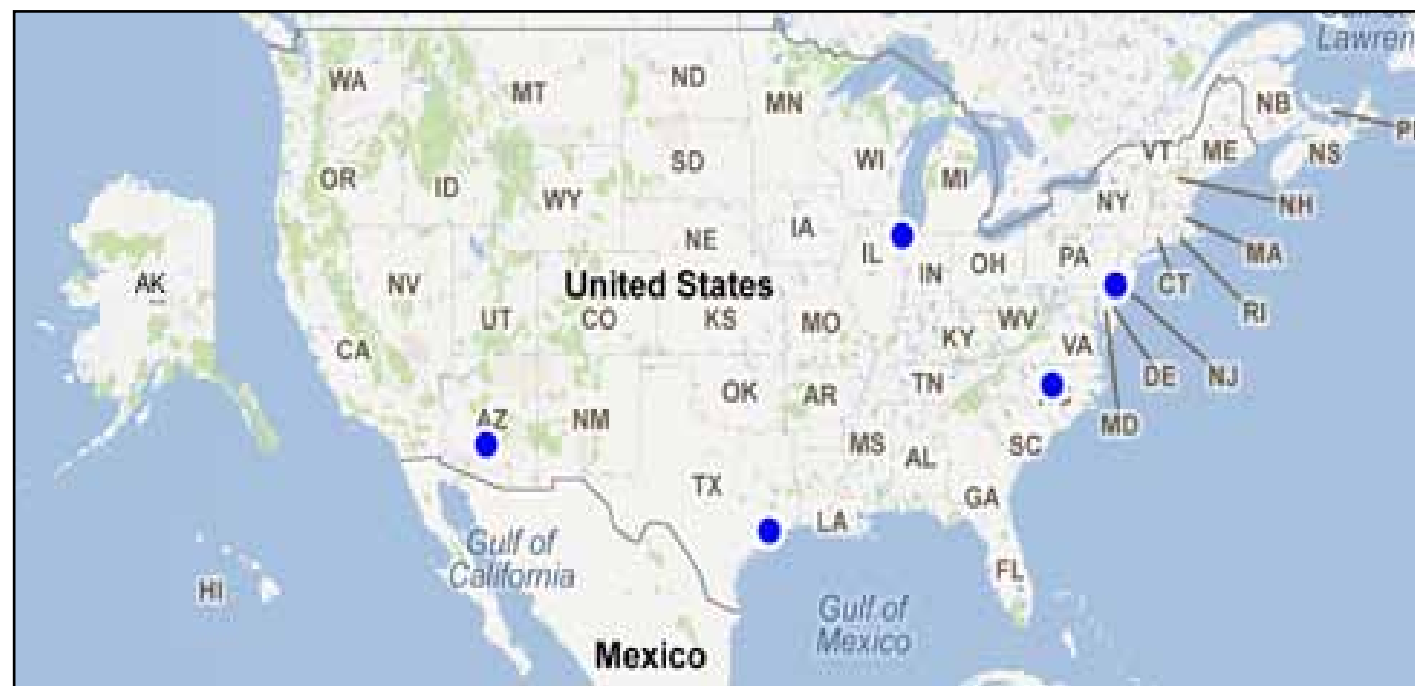 Lawren
WA
MT
ND
MN
NB
OR
ID
WY
SD
WI
MI
VT
ME
NS
NY
NH
NE
IA
IL
IN
OH
PA
MA
CT
RI
AK
NV
UT
CO
United States
KS
MO
KY
WV
VA
CA
DE
NJ
AZ
NM
OK
AR
TN
MD
MS
AL
SC
TX
LA
GA
Gulf of
California
FL
HI
Gulf of
Mexico
Mexico